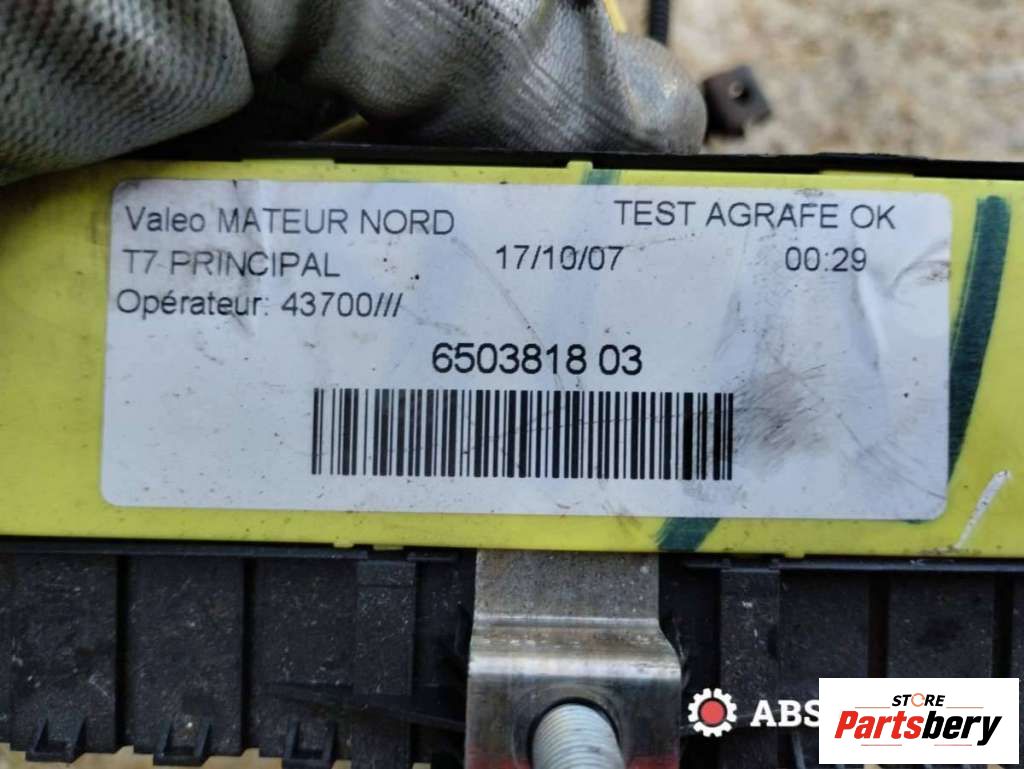 Valeo MATEUR NORD TEST AGRAFE OK
T7 PRINCIPAL 17/10/07 00:29
Opérateur: 43700///
6503818 03
ABS
STORE
Partsbery